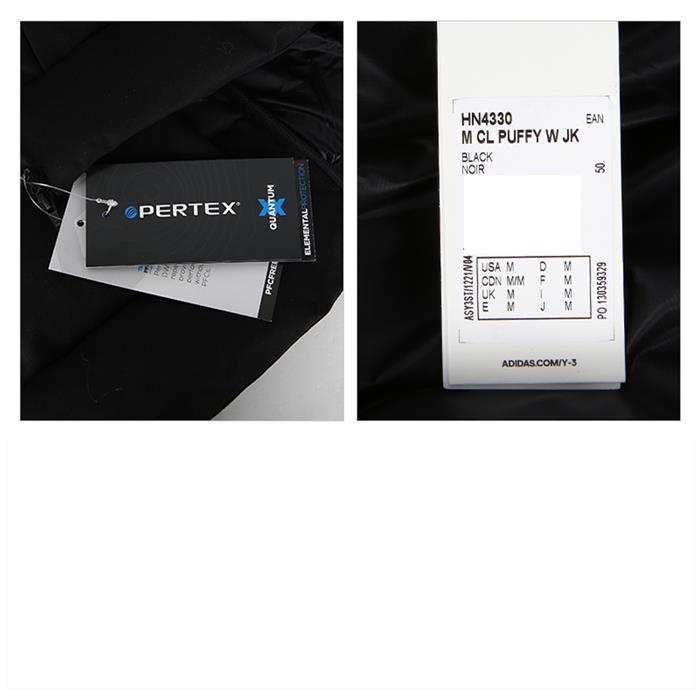 PERTEX®
QUANTUM
X
ELEMENTAL PROTECTION
PFCFREE
HN4330 EAN
M CL PUFFY W JK
BLACK
NOIR
50.
USA M D M
CDN M/M F M
UK M I M
E M J M
ASY3ST/1221/N04
PO 130359329
ADIDAS.COM/Y-3